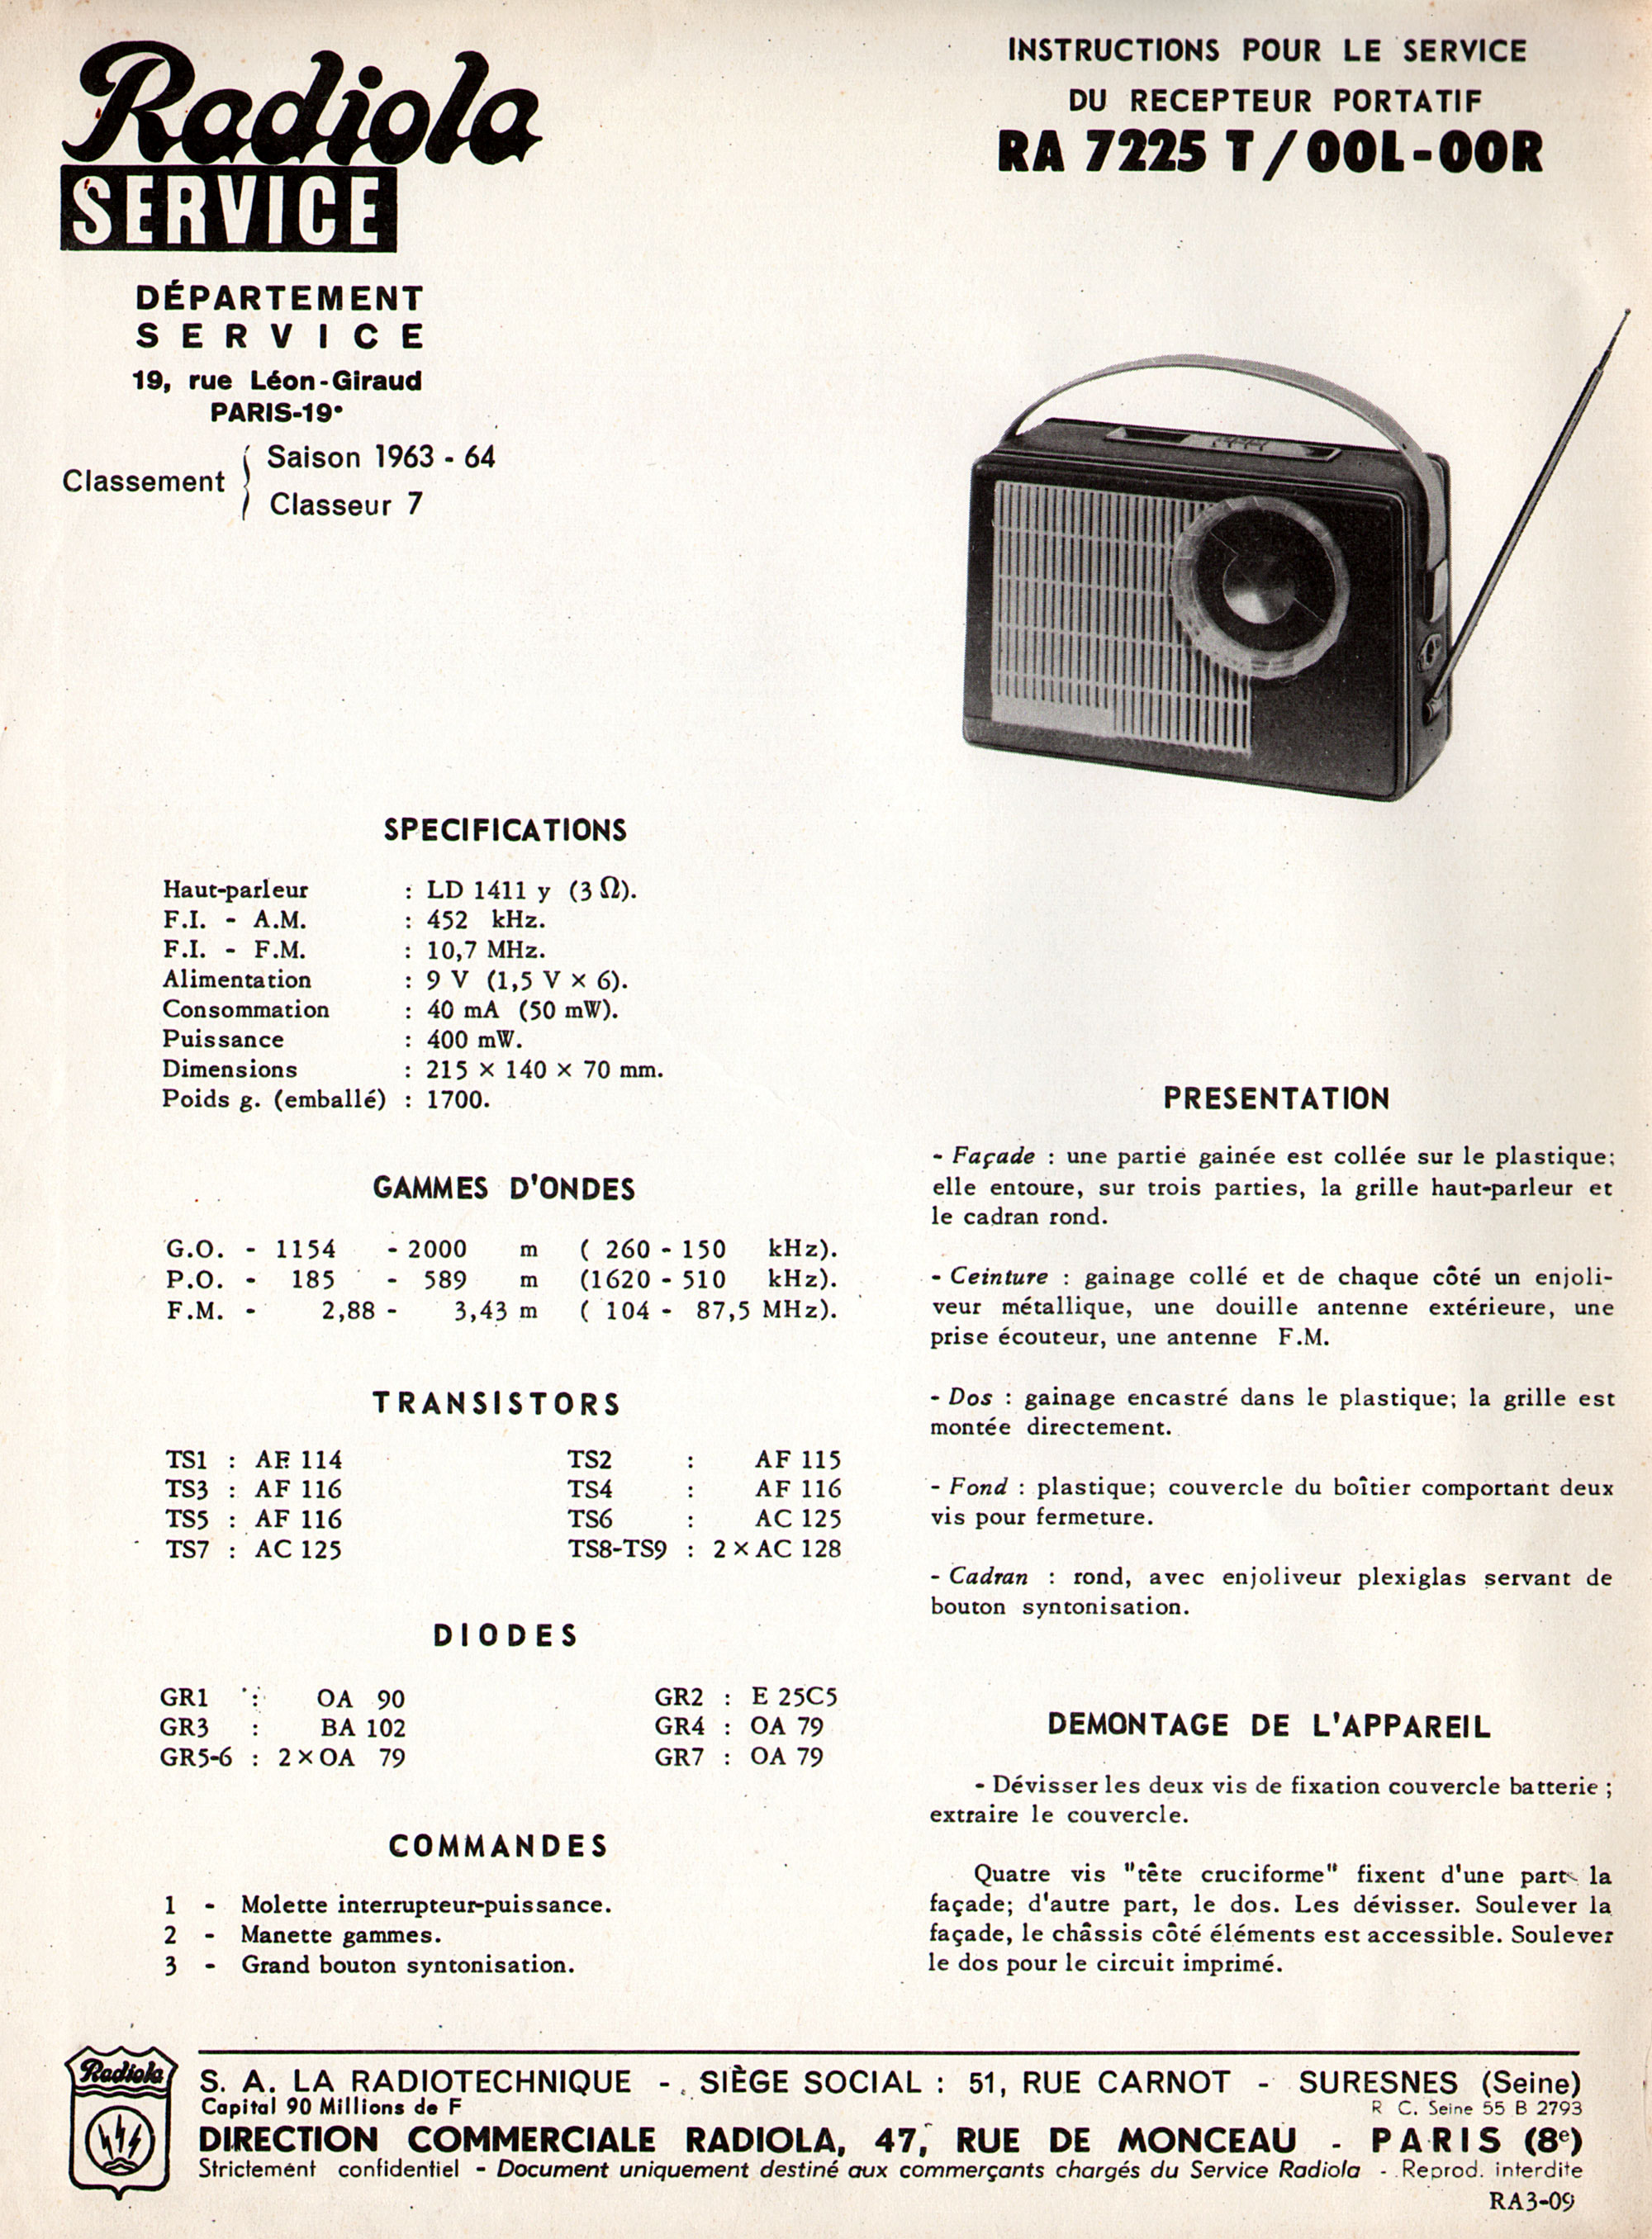 Radiola
SERVICE
DÉPARTEMENT
SERVICE
19, rue Léon-Giraud
PARIS-19e
Classement
Saison 1963 - 64
Classeur 7
INSTRUCTIONS POUR LE SERVICE
DU RECEPTEUR PORTATIF
RA 7225 T / 00L-00R
SPECIFICATIONS
Haut-parleur : LD 1411 y (3 Ω).
F.I. - A.M. : 452 kHz.
F.I. - F.M. : 10,7 MHz.
Alimentation : 9 V (1,5 V × 6).
Consommation : 40 mA (50 mW).
Puissance : 400 mW.
Dimensions : 215 × 140 × 70 mm.
Poids g. (emballé) : 1700.
GAMMES D'ONDES
G.O. - 1154 - 2000 m ( 260 - 150 kHz).
P.O. - 185 - 589 m (1620 - 510 kHz).
F.M. - 2,88 - 3,43 m ( 104 - 87,5 MHz).
TRANSISTORS
TS1 : AF 114 TS2 : AF 115
TS3 : AF 116 TS4 : AF 116
TS5 : AF 116 TS6 : AC 125
TS7 : AC 125 TS8-TS9 : 2 × AC 128
DIODES
GR1 : OA 90 GR2 : E 25C5
GR3 : BA 102 GR4 : OA 79
GR5-6 : 2 × OA 79 GR7 : OA 79
COMMANDES
1 - Molette interrupteur-puissance.
2 - Manette gammes.
3 - Grand bouton syntonisation.
PRESENTATION
- Façade : une partie gainée est collée sur le plastique;
elle entoure, sur trois parties, la grille haut-parleur et
le cadran rond.
- Ceinture : gainage collé et de chaque côté un enjoli-
veur métallique, une douille antenne extérieure, une
prise écouteur, une antenne F.M.
- Dos : gainage encastré dans le plastique; la grille est
montée directement.
- Fond : plastique; couvercle du boîtier comportant deux
vis pour fermeture.
- Cadran : rond, avec enjoliveur plexiglas servant de
bouton syntonisation.
DEMONTAGE DE L'APPAREIL
- Dévisser les deux vis de fixation couvercle batterie ;
extraire le couvercle.
Quatre vis "tête cruciforme" fixent d'une part la
façade; d'autre part, le dos. Les dévisser. Soulever la
façade, le châssis côté éléments est accessible. Soulever
le dos pour le circuit imprimé.
Radiola
S. A. LA RADIOTECHNIQUE - SIÈGE SOCIAL : 51, RUE CARNOT - SURESNES (Seine)
Capital 90 Millions de F R C. Seine 55 B 2793
DIRECTION COMMERCIALE RADIOLA, 47, RUE DE MONCEAU - PARIS (8e)
Strictement confidentiel - Document uniquement destiné aux commerçants chargés du Service Radiola - Reprod. interdite
RA3-09